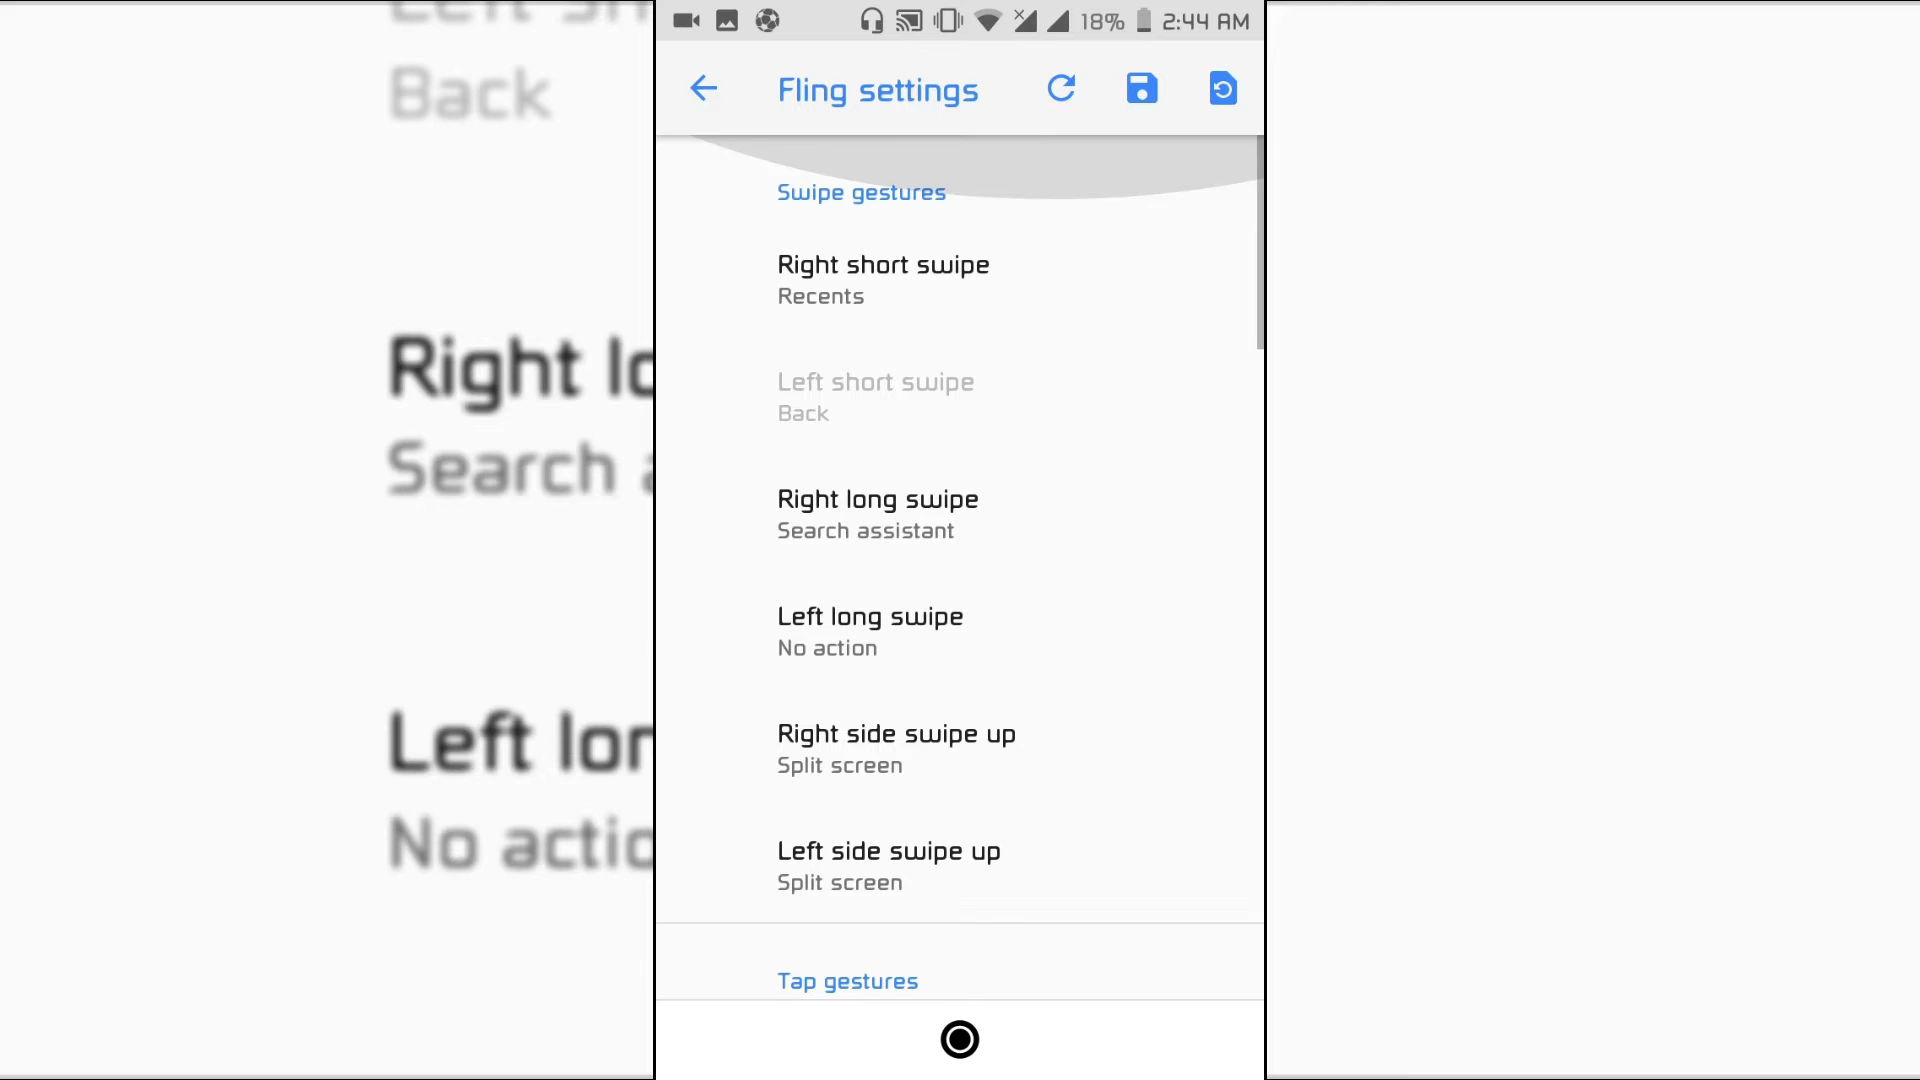 18% 2:44 AM
Fling settings
Swipe gestures
Right short swipe
Recents
Left short swipe
Back
Right long swipe
Search assistant
Left long swipe
No action
Right side swipe up
Split screen
Left side swipe up
Split screen
Tap gestures
Back
Right lo
Search a
Left lon
No actio